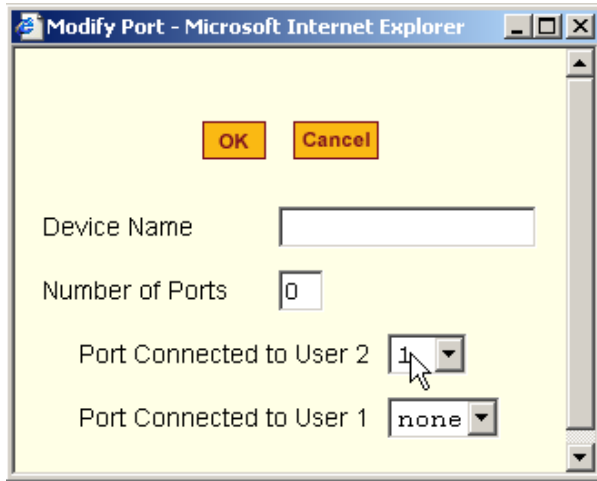 Modify Port - Microsoft Internet Explorer
OK Cancel
Device Name
Number of Ports 0
Port Connected to User 2 1
Port Connected to User 1 none